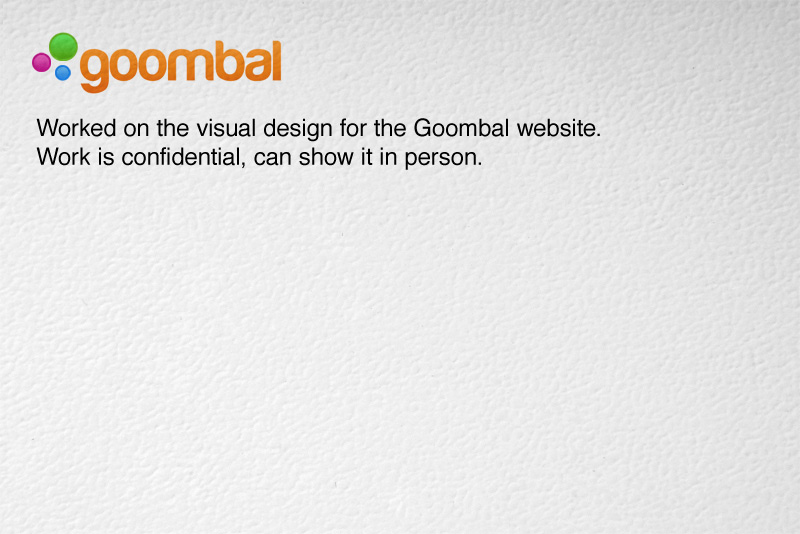 goombal
Worked on the visual design for the Goombal website.
Work is confidential, can show it in person.